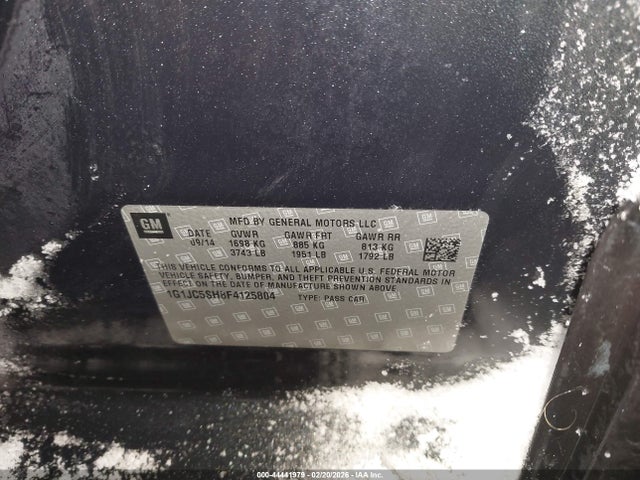 GM
MFD BY GENERAL MOTORS LLC
DATE GVWR GAWR FRT GAWR RR
09/14 1698 KG 885 KG 813 KG
3743 LB 1951 LB 1792 LB
THIS VEHICLE CONFORMS TO ALL APPLICABLE U.S. FEDERAL MOTOR
VEHICLE SAFETY, BUMPER, AND THEFT PREVENTION STANDARDS IN
EFFECT ON THE DATE OF MANUFACTURE SHOWN ABOVE
TYPE: PASS CAR
000-44441979 - 02/20/2026 - IAA Inc.